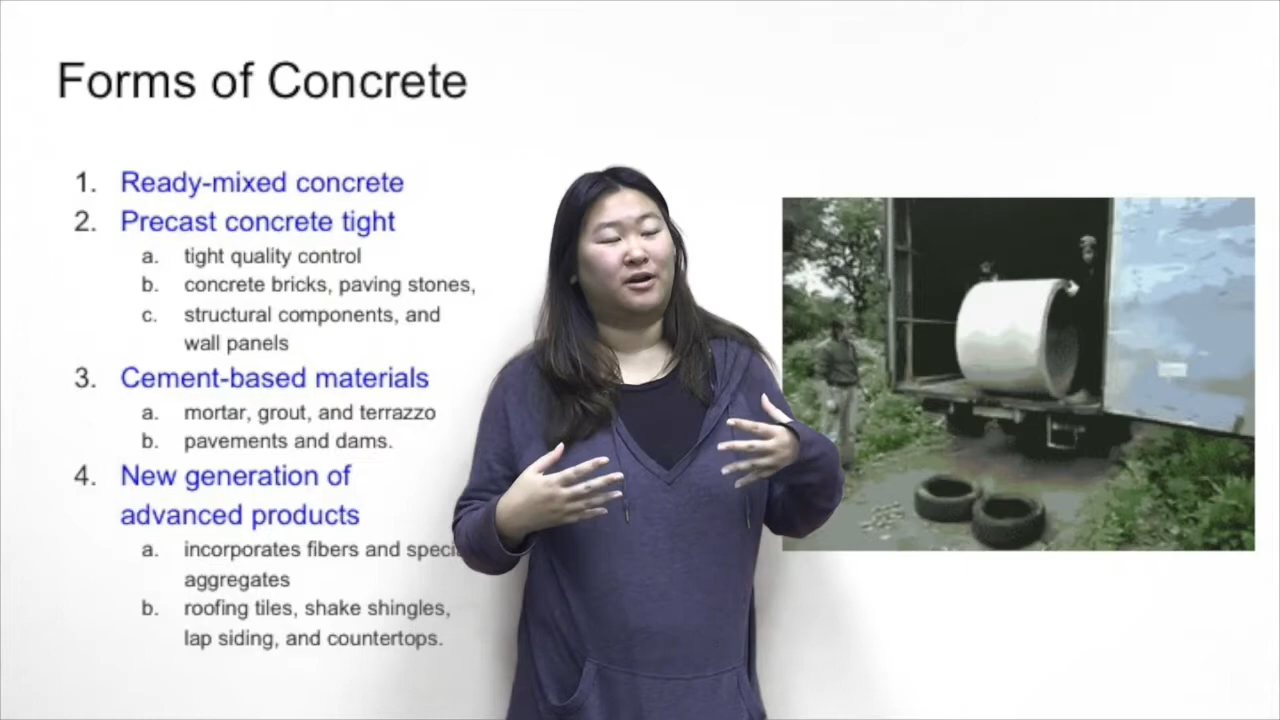 Forms of Concrete
1. Ready-mixed concrete
2. Precast concrete tight
a. tight quality control
b. concrete bricks, paving stones,
c. structural components, and
wall panels
3. Cement-based materials
a. mortar, grout, and terrazzo
b. pavements and dams.
4. New generation of
advanced products
a. incorporates fibers and
aggregates
b. roofing tiles, shake shingles,
lap siding, and countertops.